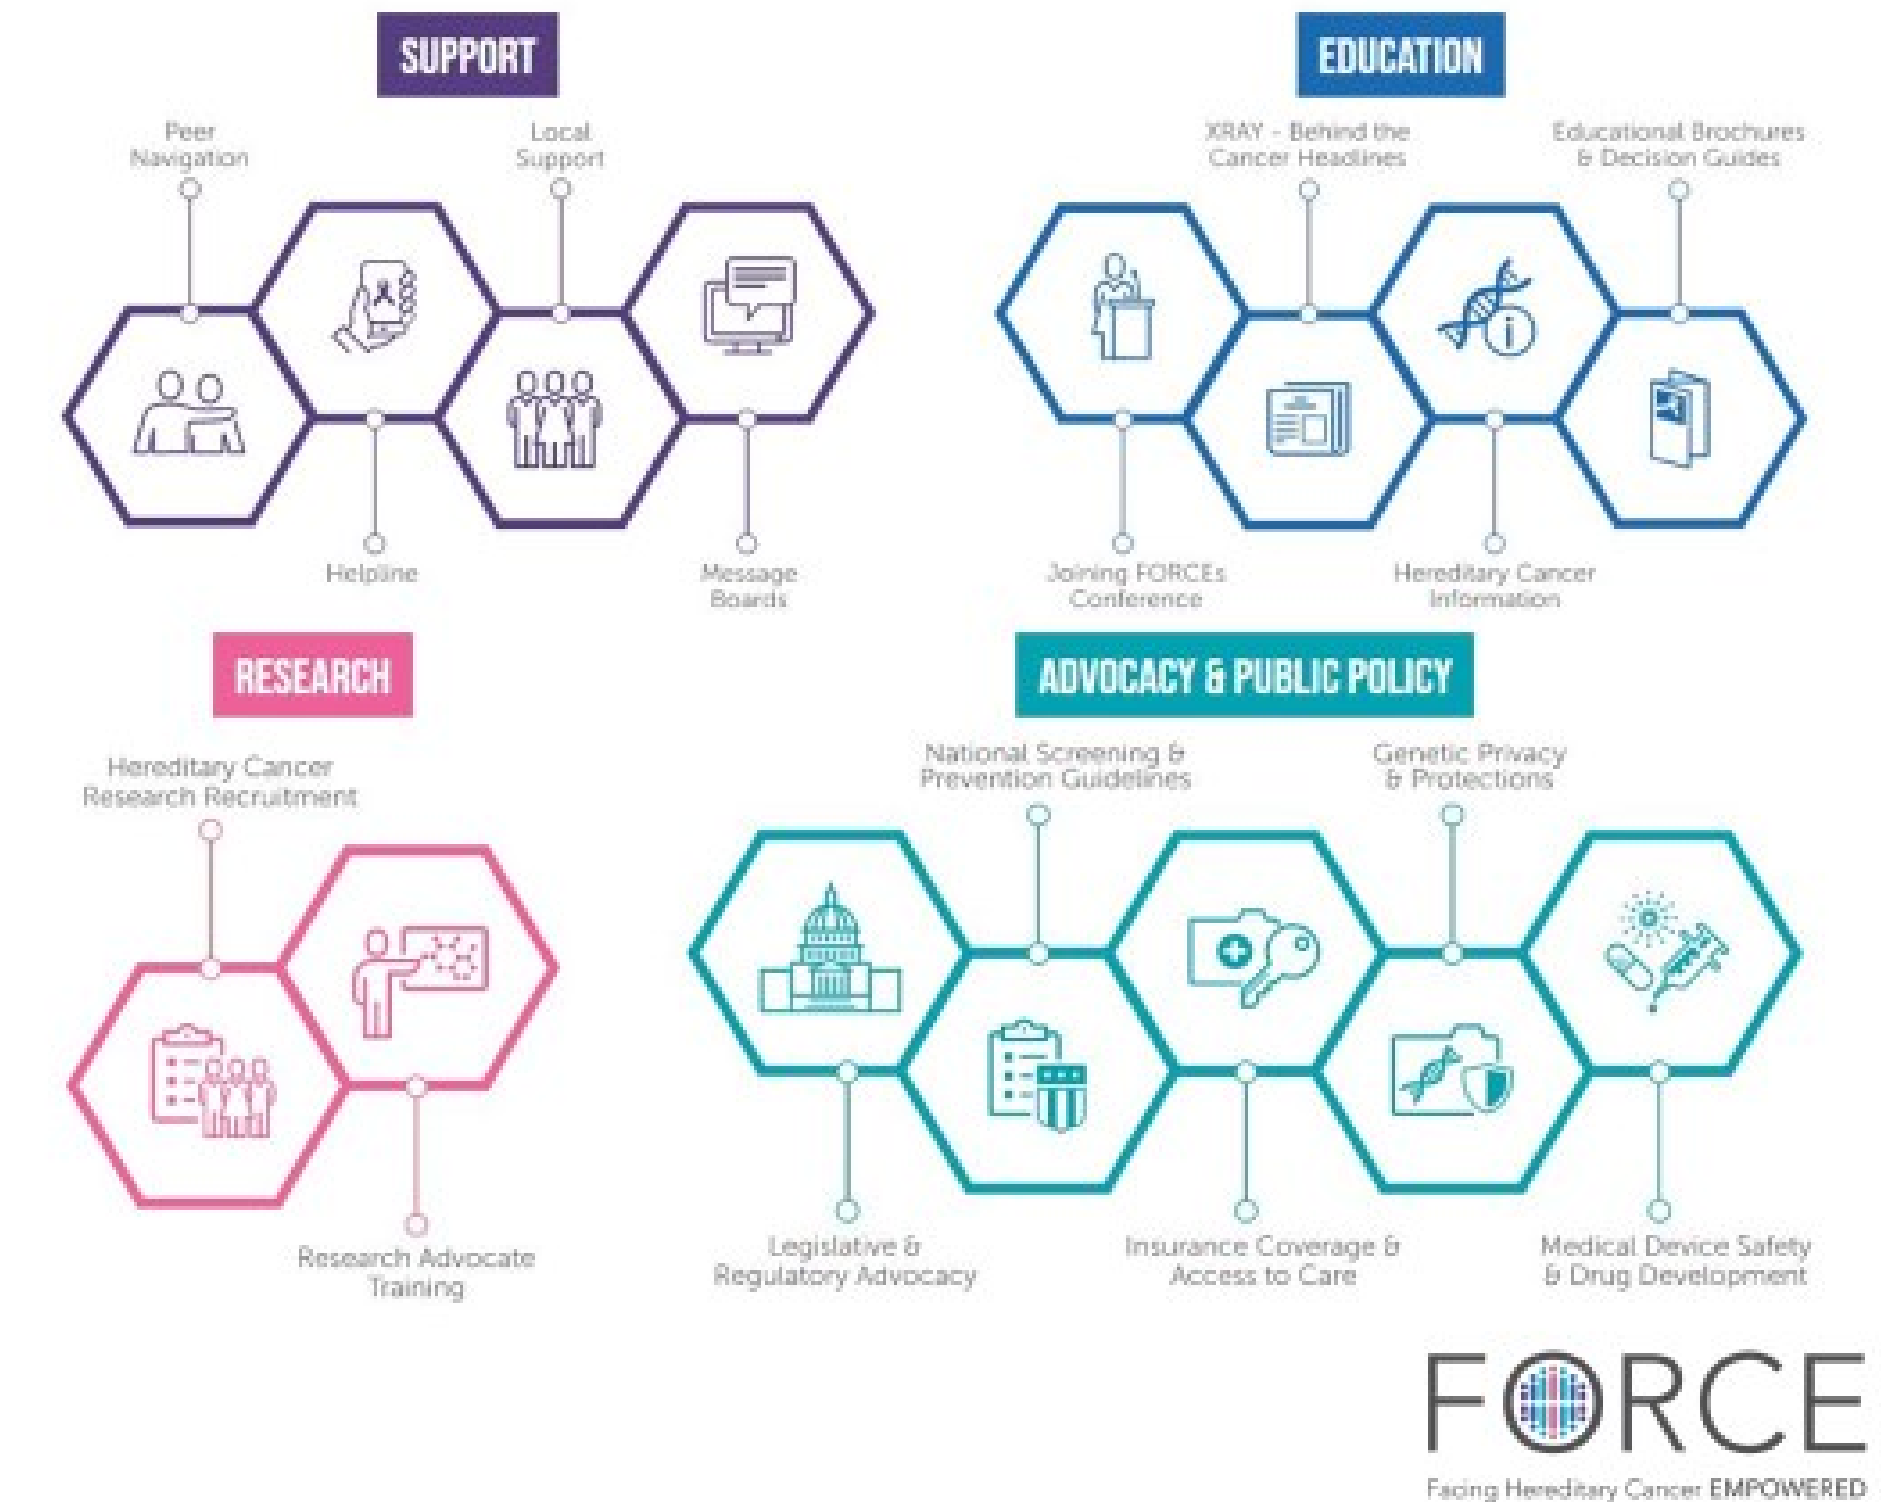 SUPPORT
Peer
Navigation
Local
Support
Helpline
Message
Boards
EDUCATION
XRAY - Behind the
Cancer Headlines
Educational Brochures
& Decision Guides
Joining FORCEs
Conference
Hereditary Cancer
Information
RESEARCH
Hereditary Cancer
Research Recruitment
Research Advocate
Training
ADVOCACY & PUBLIC POLICY
National Screening &
Prevention Guidelines
Genetic Privacy
& Protections
Legislative &
Regulatory Advocacy
Insurance Coverage &
Access to Care
Medical Device Safety
& Drug Development
FORCE
Facing Hereditary Cancer EMPOWERED